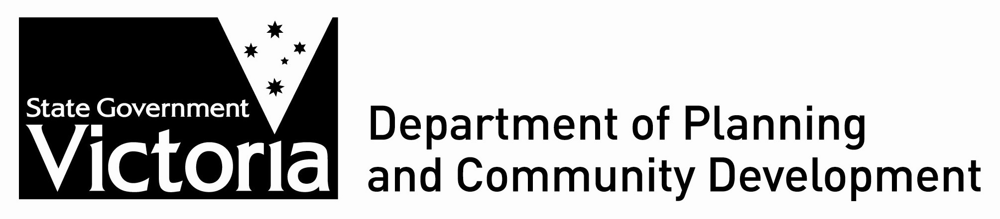 State Government
Victoria
Department of Planning
and Community Development